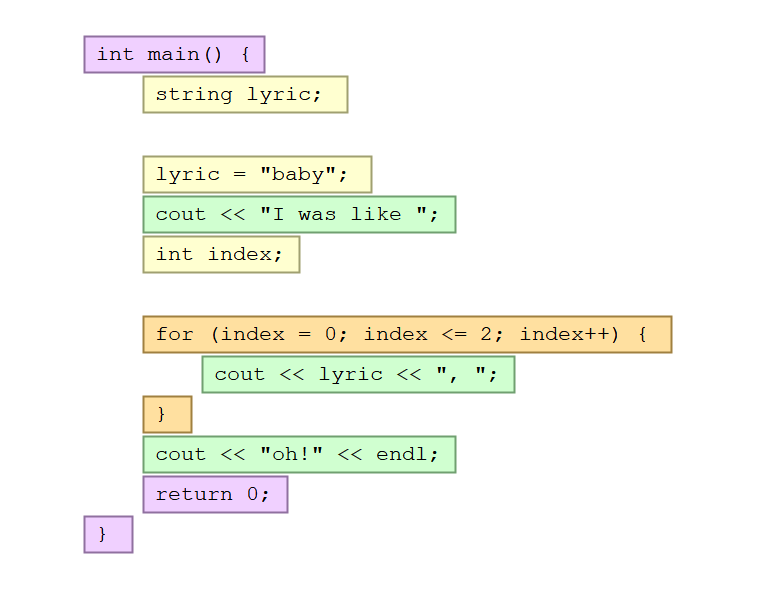 int main() {
string lyric;
lyric = "baby";
cout << "I was like ";
int index;
for (index = 0; index <= 2; index++) {
cout << lyric << ", ";
}
cout << "oh!" << endl;
return 0;
}